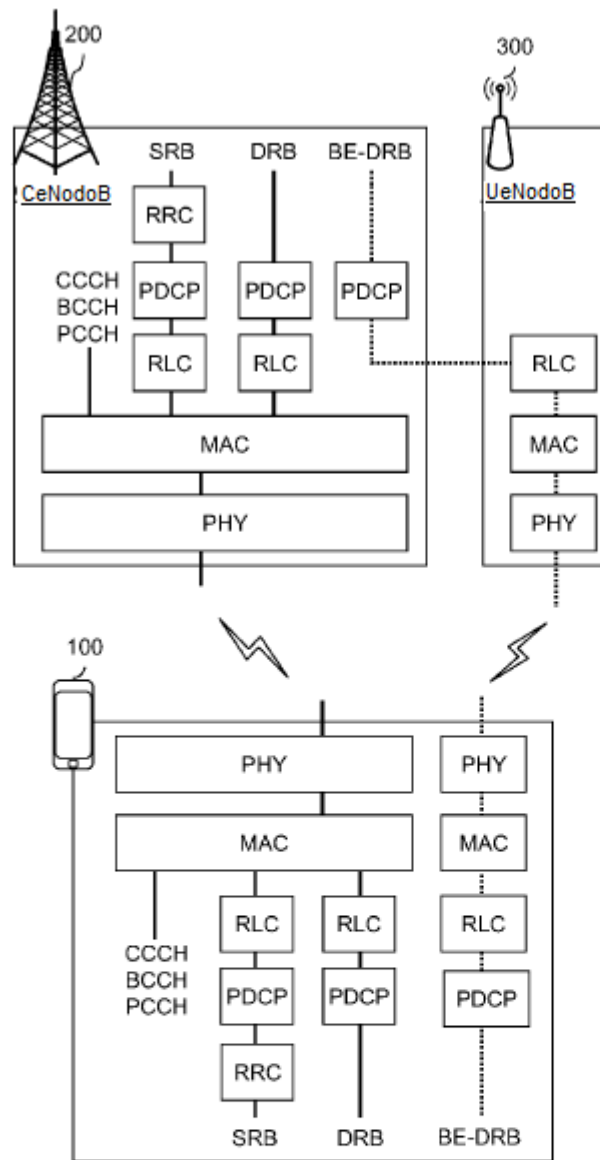 200
300
CeNodoB
UeNodoB
SRB DRB BE-DRB
RRC
CCCH
BCCH
PCCH
PDCP PDCP PDCP
RLC RLC RLC
MAC MAC
PHY PHY
100
PHY PHY
MAC MAC
CCCH
BCCH
PCCH
RLC RLC RLC
PDCP PDCP PDCP
RRC
SRB DRB BE-DRB